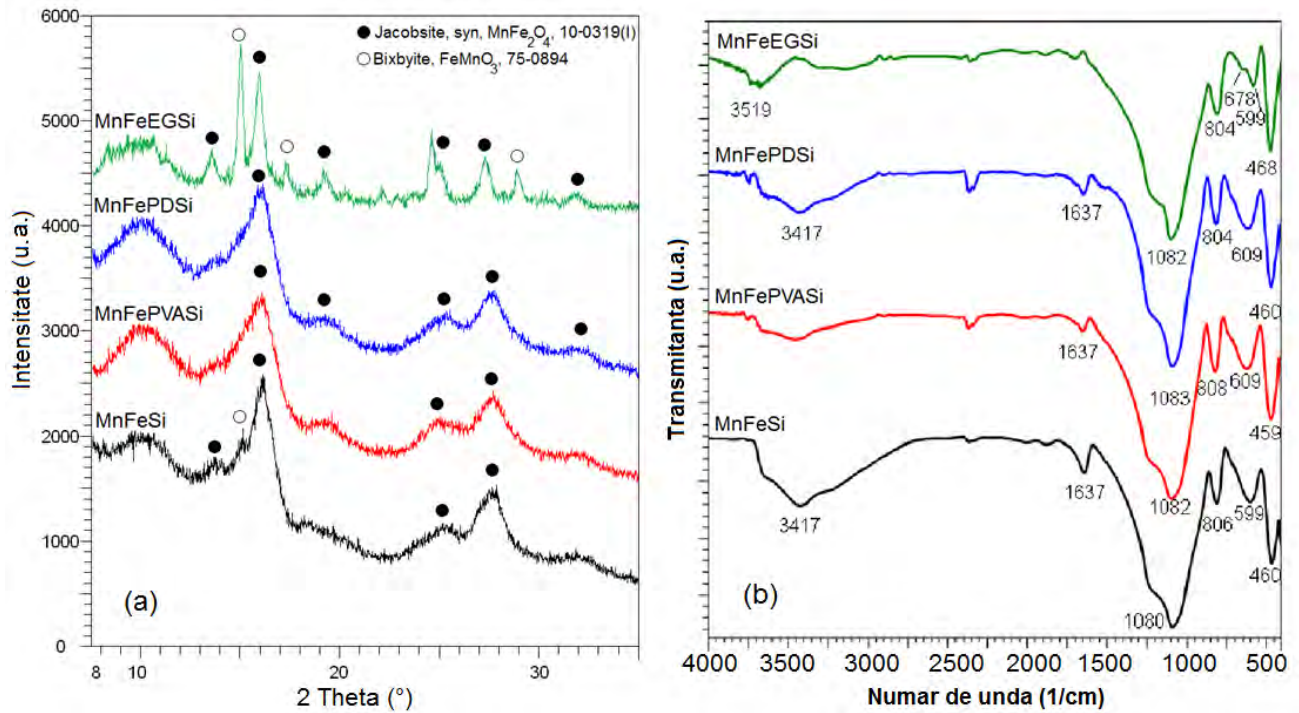 6000
5000
4000
3000
2000
1000
0
Intensitate (u.a.)
● Jacobsite, syn, MnFe2O4, 10-0319(I)
○ Bixbyite, FeMnO3, 75-0894
MnFeEGSi
MnFePDSi
MnFePVASi
MnFeSi
(a)
8 10 20 30
2 Theta (°)
Transmitanta (u.a.)
MnFeEGSi
3519
678
599
804
468
1082
MnFePDSi
3417
1637
804
609
460
1083
MnFePVASi
1637
808
609
459
1082
MnFeSi
3417
1637
806
599
460
1080
(b)
4000 3500 3000 2500 2000 1500 1000 500
Numar de unda (1/cm)